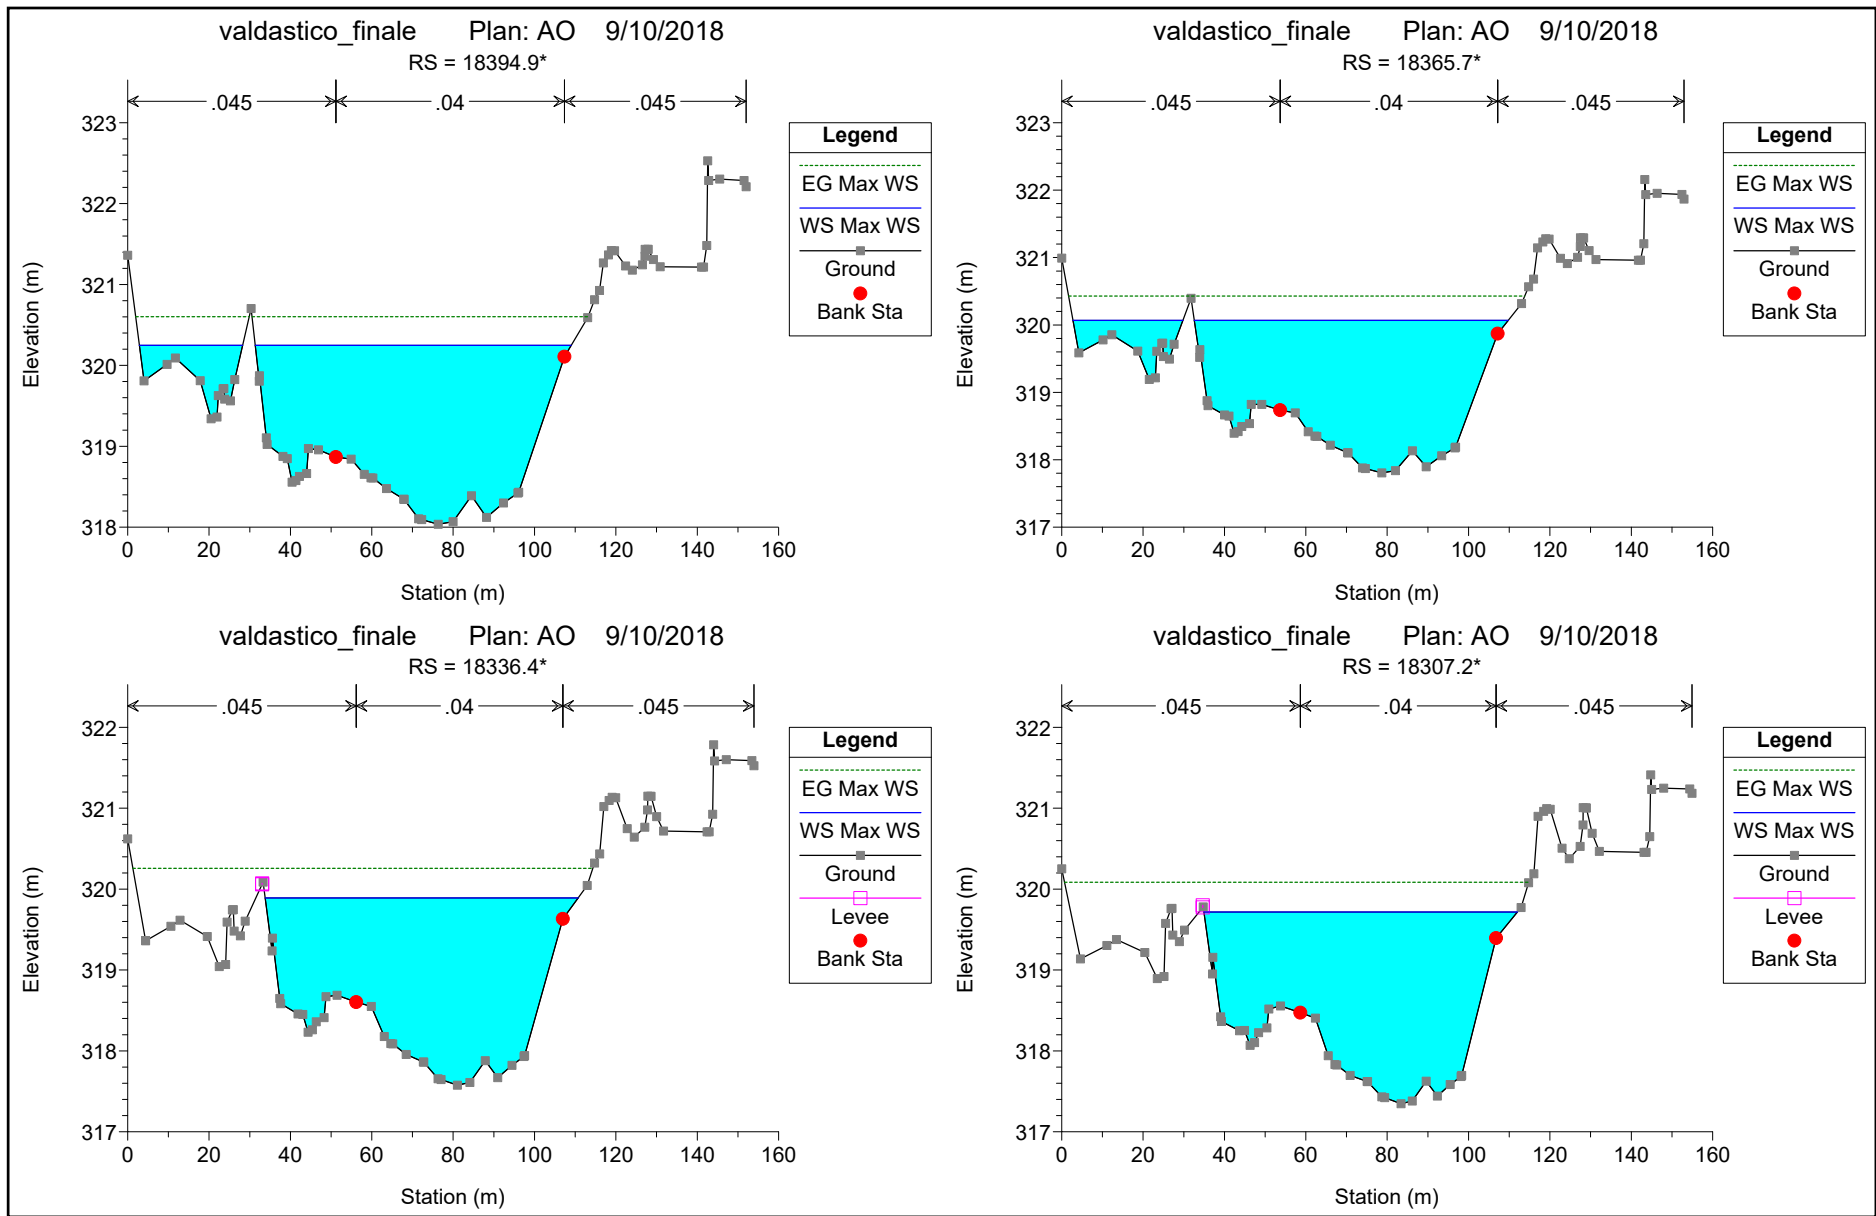 valdastico_finale Plan: AO 9/10/2018
RS = 18394.9*
.045 .04 .045
323
322
321
320
319
318
Elevation (m)
0 20 40 60 80 100 120 140 160
Station (m)
Legend
EG Max WS
WS Max WS
Ground
Bank Sta
valdastico_finale Plan: AO 9/10/2018
RS = 18365.7*
.045 .04 .045
323
322
321
320
319
318
317
Elevation (m)
0 20 40 60 80 100 120 140 160
Station (m)
Legend
EG Max WS
WS Max WS
Ground
Bank Sta
valdastico_finale Plan: AO 9/10/2018
RS = 18336.4*
.045 .04 .045
322
321
320
319
318
317
Elevation (m)
0 20 40 60 80 100 120 140 160
Station (m)
Legend
EG Max WS
WS Max WS
Ground
Levee
Bank Sta
valdastico_finale Plan: AO 9/10/2018
RS = 18307.2*
.045 .04 .045
322
321
320
319
318
317
Elevation (m)
0 20 40 60 80 100 120 140 160
Station (m)
Legend
EG Max WS
WS Max WS
Ground
Levee
Bank Sta